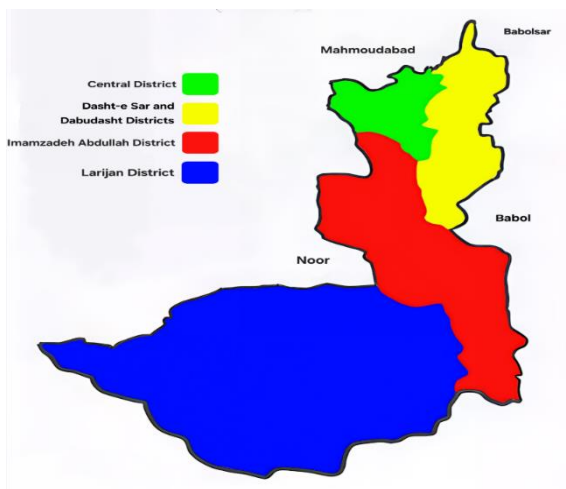 Babolsar
Mahmoudabad
Central District
Dasht-e Sar and
Dabudasht Districts
Imamzadeh Abdullah District
Larijan District
Babol
Noor